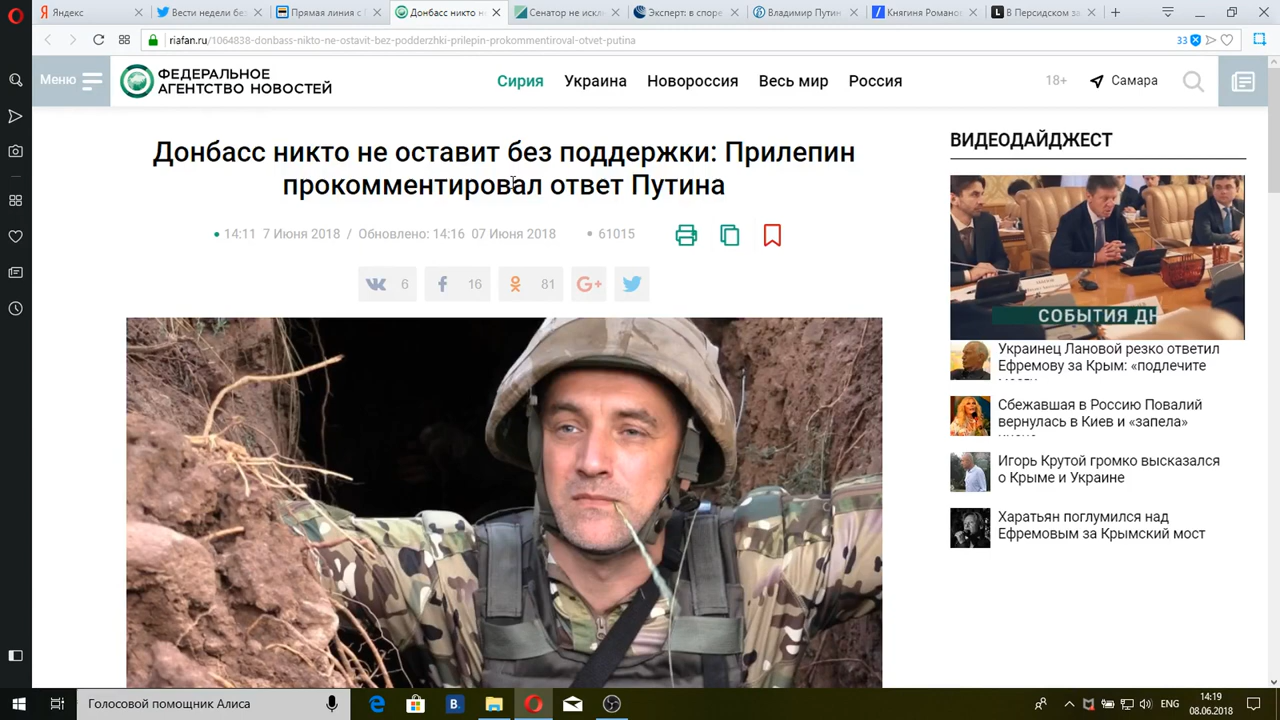 Яндекс
Вести недели без
Прямая линия с
Донбасс никто н
Сенатор не искл
Эксперт: в споре
Владимир Путин
Княгиня Романо
В Персидском за
riafan.ru/1064838-donbass-nikto-ne-ostavit-bez-podderzhki-prilepin-prokommentiroval-otvet-putina
33
Меню
ФЕДЕРАЛЬНОЕ
АГЕНТСТВО НОВОСТЕЙ
Сирия Украина Новороссия Весь мир Россия
18+ Самара
Донбасс никто не оставит без поддержки: Прилепин
прокомментировал ответ Путина
14:11 7 Июня 2018 / Обновлено: 14:16 07 Июня 2018 • 61015
6 16 81 G+
ВИДЕОДАЙДЖЕСТ
СОБЫТИЯ ДН
Украинец Лановой резко ответил
Ефремову за Крым: «подлечите
Сбежавшая в Россию Повалий
вернулась в Киев и «запела»
Игорь Крутой громко высказался
о Крыме и Украине
Харатьян поглумился над
Ефремовым за Крымский мост
Голосовой помощник Алиса
B.
ENG
14:19
08.06.2018